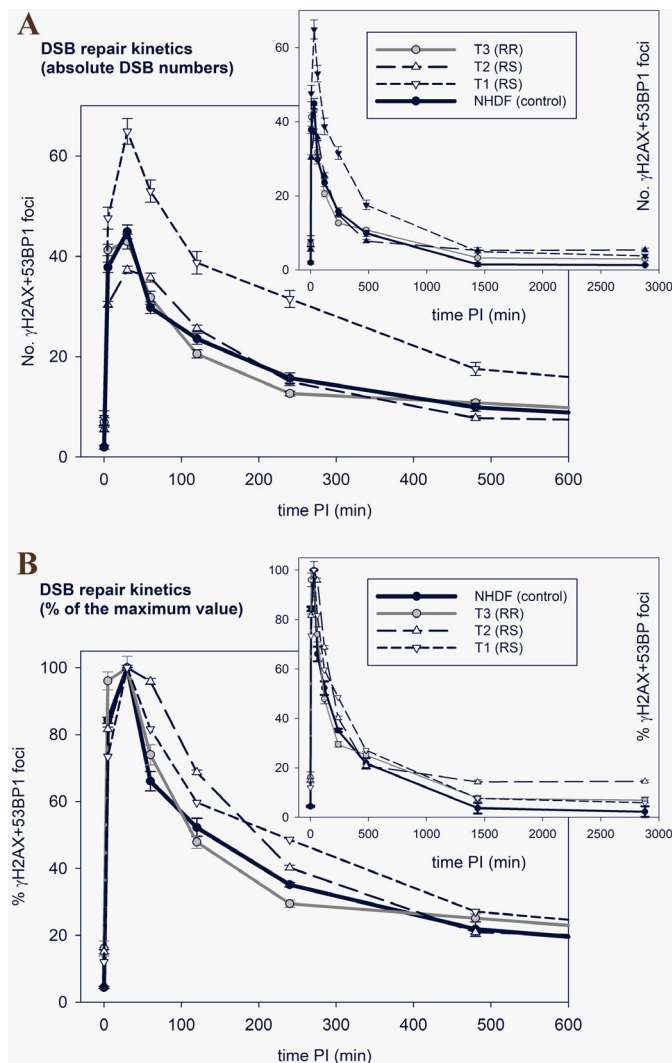 A
DSB repair kinetics
(absolute DSB numbers)
T3 (RR)
T2 (RS)
T1 (RS)
NHDF (control)
60
40
20
0
No. γH2AX+53BP1 foci
0 500 1000 1500 2000 2500 3000
time PI (min)
60
40
20
0
No. γH2AX+53BP1 foci
0 100 200 300 400 500 600
time PI (min)
B
DSB repair kinetics
(% of the maximum value)
NHDF (control)
T3 (RR)
T2 (RS)
T1 (RS)
100
80
60
40
20
0
% γH2AX+53BP foci
0 500 1000 1500 2000 2500 3000
time PI (min)
100
80
60
40
20
0
% γH2AX+53BP1 foci
0 100 200 300 400 500 600
time PI (min)